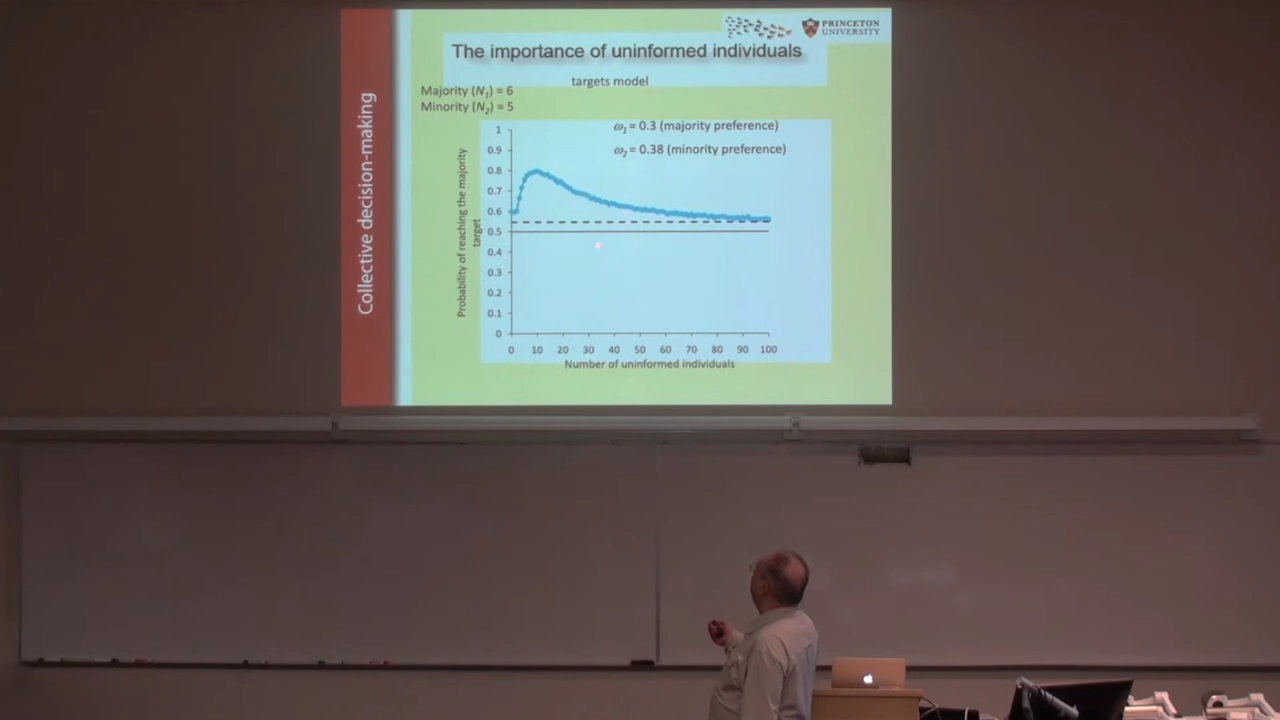 PRINCETON
UNIVERSITY
The importance of uninformed individuals
targets model
Majority (N₁) = 6
Minority (N₂) = 5
Collective decision-making
ω₁ = 0.3 (majority preference)
ω₂ = 0.38 (minority preference)
Probability of reaching the majority
target
1
0.9
0.8
0.7
0.6
0.5
0.4
0.3
0.2
0.1
0
0 10 20 30 40 50 60 70 80 90 100
Number of uninformed individuals